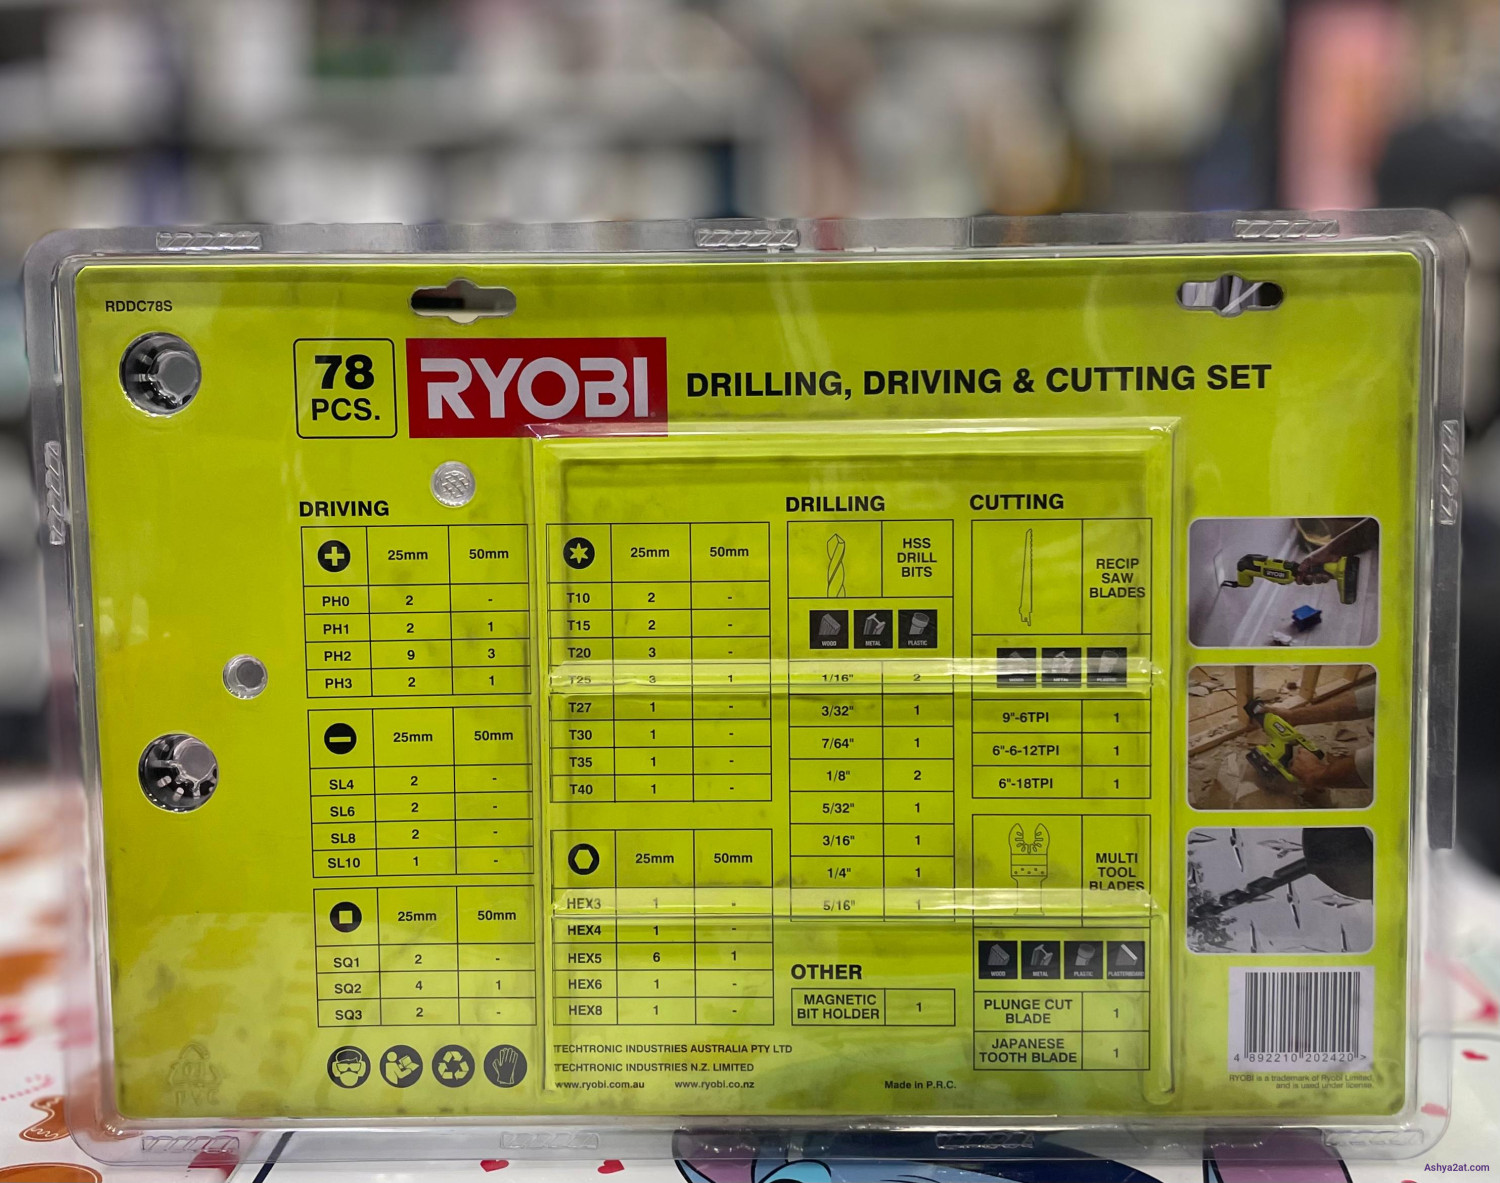 RDDC78S
78
PCS.
RYOBI
DRILLING, DRIVING & CUTTING SET
DRIVING
25mm 50mm
PH0 2 -
PH1 2 1
PH2 9 3
PH3 2 1
25mm 50mm
SL4 2 -
SL6 2 -
SL8 2 -
SL10 1 -
25mm 50mm
SQ1 2 -
SQ2 4 1
SQ3 2 -
25mm 50mm
T10 2 -
T15 2 -
T20 3 -
T25 3 1
T27 1 -
T30 1 -
T35 1 -
T40 1 -
25mm 50mm
HEX3 1 -
HEX4 1 -
HEX5 6 1
HEX6 1 -
HEX8 1 -
DRILLING
HSS
DRILL
BITS
WOOD METAL PLASTIC
1/16" 2
3/32" 1
7/64" 1
1/8" 2
5/32" 1
3/16" 1
1/4" 1
5/16" 1
OTHER
MAGNETIC
BIT HOLDER 1
CUTTING
RECIP
SAW
BLADES
9"-6TPI 1
6"-6-12TPI 1
6"-18TPI 1
MULTI
TOOL
BLADES
WOOD METAL PLASTIC PLASTERBOARD
PLUNGE CUT
BLADE 1
JAPANESE
TOOTH BLADE 1
RYOBI
TECHTRONIC INDUSTRIES AUSTRALIA PTY LTD
TECHTRONIC INDUSTRIES N.Z. LIMITED
www.ryobi.com.au www.ryobi.co.nz
Made in P.R.C.
4 892210 202420 >
RYOBI is a trademark of Ryobi Limited,
and is used under license.
Ashya2at.com